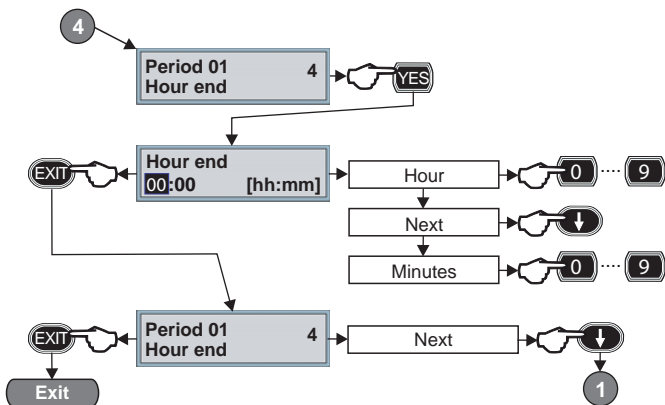 4
Period 01 4
Hour end
YES
EXIT
Hour end
00:00 [hh:mm]
Hour
0 ···· 9
Next
Minutes
0 ···· 9
EXIT
Period 01 4
Hour end
Next
Exit
1